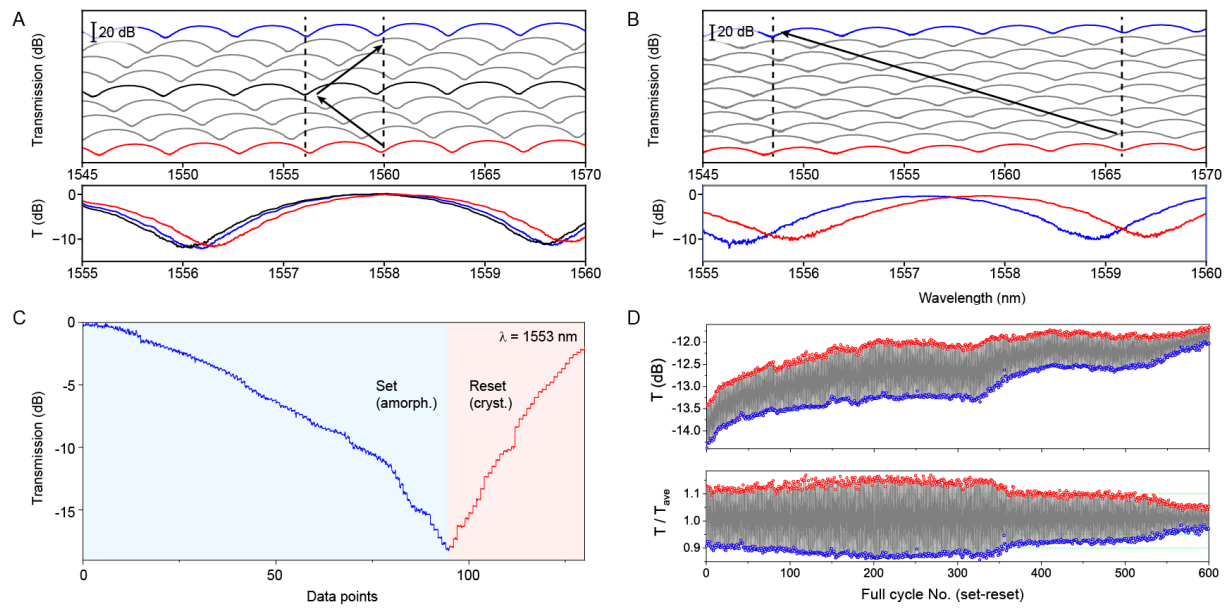 A
20 dB
Transmission (dB)
1545 1550 1555 1560 1565 1570
T (dB)
0
−10
1555 1556 1557 1558 1559 1560
B
20 dB
Transmission (dB)
1545 1550 1555 1560 1565 1570
T (dB)
0
−10
1555 1556 1557 1558 1559 1560
Wavelength (nm)
C
λ = 1553 nm
Transmission (dB)
0
-5
-10
-15
Set
(amorph.)
Reset
(cryst.)
0 50 100
Data points
D
T (dB)
-12.0
-12.5
-13.0
-13.5
-14.0
T / Tave
1.1
1.0
0.9
0 100 200 300 400 500 600
Full cycle No. (set-reset)